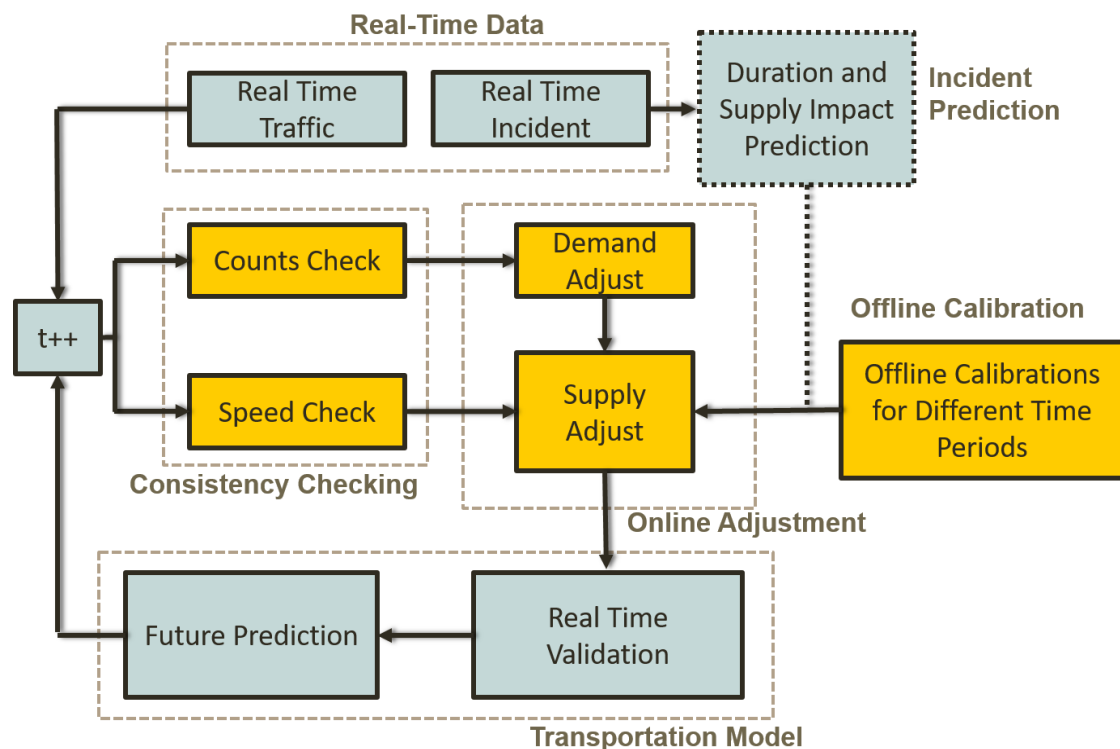 Real-Time Data
Real Time
Traffic
Real Time
Incident
Duration and
Supply Impact
Prediction
Incident
Prediction
Counts Check
Demand
Adjust
t++
Speed Check
Supply
Adjust
Offline Calibration
Offline Calibrations
for Different Time
Periods
Consistency Checking
Online Adjustment
Future Prediction
Real Time
Validation
Transportation Model